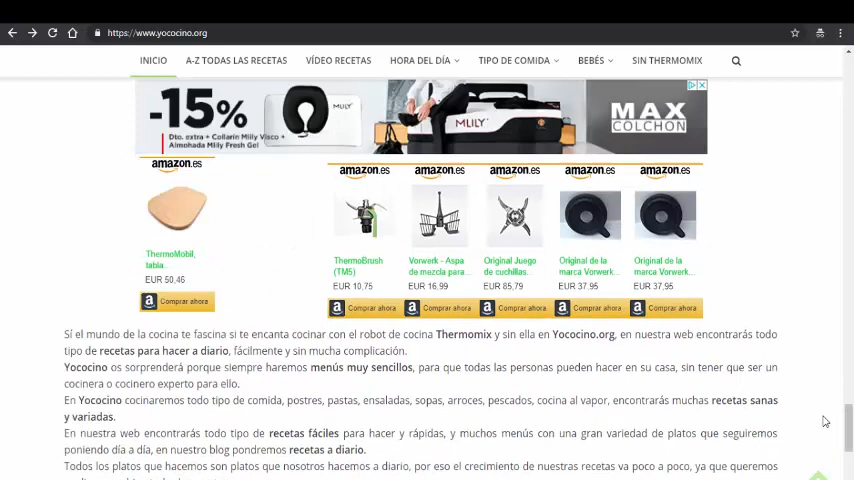 https://www.yococino.org
INICIO A-Z TODAS LAS RECETAS VÍDEO RECETAS HORA DEL DÍA TIPO DE COMIDA BEBÉS SIN THERMOMIX
-15%
Dto. extra + Collarín Mlily Visco +
Almohada Mlily Fresh Gel
MLILY
MLILY
MAX
COLCHON
amazon.es amazon.es amazon.es amazon.es amazon.es amazon.es
ThermoMobil, tabla...
EUR 50,46
Comprar ahora
ThermoBrush (TM5)
EUR 10,75
Comprar ahora
Vorwerk - Aspa de mezcla para...
EUR 16,99
Comprar ahora
Original Juego de cuchillas...
EUR 85,79
Comprar ahora
Original de la marca Vorwerk...
EUR 37,95
Comprar ahora
Original de la marca Vorwerk...
EUR 37,95
Comprar ahora
Sí el mundo de la cocina te fascina si te encanta cocinar con el robot de cocina Thermomix y sin ella en Yococino.org, en nuestra web encontrarás todo
tipo de recetas para hacer a diario, fácilmente y sin mucha complicación.
Yococino os sorprenderá porque siempre haremos menús muy sencillos, para que todas las personas pueden hacer en su casa, sin tener que ser un
cocinera o cocinero experto para ello.
En Yococino cocinaremos todo tipo de comida, postres, pastas, ensaladas, sopas, arroces, pescados, cocina al vapor, encontrarás muchas recetas sanas
y variadas.
En nuestra web encontrarás todo tipo de recetas fáciles para hacer y rápidas, y muchos menús con una gran variedad de platos que seguiremos
poniendo día a día, en nuestro blog pondremos recetas a diario.
Todos los platos que hacemos son platos que nosotros hacemos a diario, por eso el crecimiento de nuestras recetas va poco a poco, ya que queremos